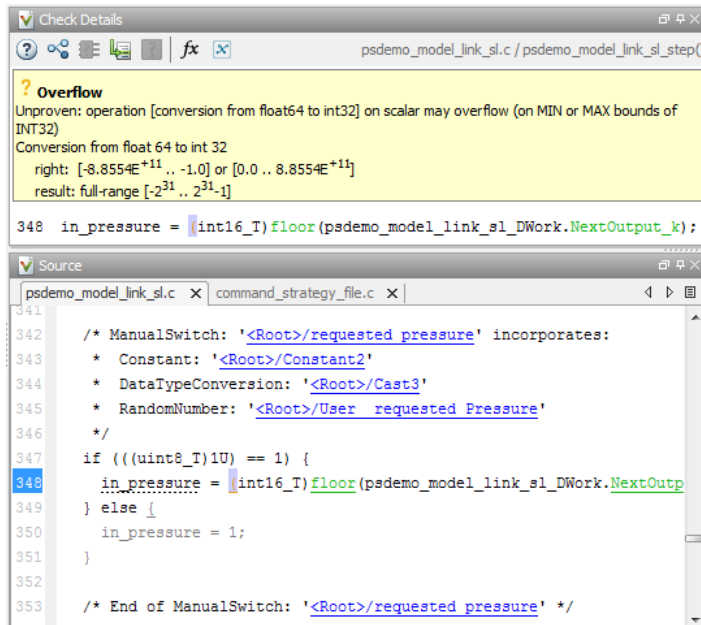 Check Details
fx x psdemo_model_link_sl.c / psdemo_model_link_sl_step(
? Overflow
Unproven: operation [conversion from float64 to int32] on scalar may overflow (on MIN or MAX bounds of
INT32)
Conversion from float 64 to int 32
right: [-8.8554E+11 .. -1.0] or [0.0 .. 8.8554E+11]
result: full-range [-2^31 .. 2^31-1]
348 in_pressure = (int16_T)floor(psdemo_model_link_sl_DWork.NextOutput_k);
Source
psdemo_model_link_sl.c X command_strategy_file.c X
341
342 /* ManualSwitch: '<Root>/requested pressure' incorporates:
343 * Constant: '<Root>/Constant2'
344 * DataTypeConversion: '<Root>/Cast3'
345 * RandomNumber: '<Root>/User  requested Pressure'
346 */
347 if (((uint8_T)1U) == 1) {
348 in_pressure = (int16_T)floor(psdemo_model_link_sl_DWork.NextOutp
349 } else {
350 in_pressure = 1;
351 }
352
353 /* End of ManualSwitch: '<Root>/requested pressure' */